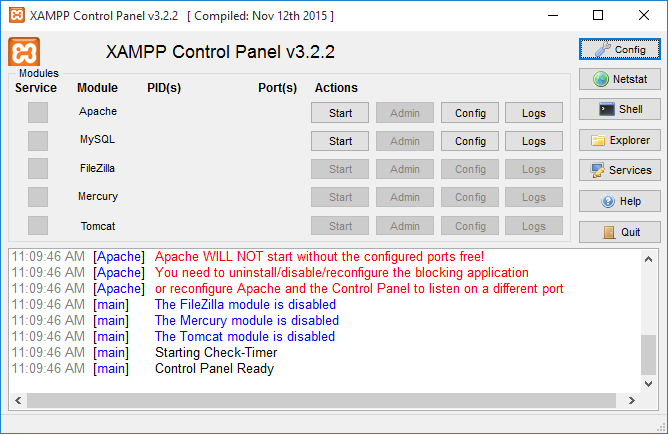 XAMPP Control Panel v3.2.2 [ Compiled: Nov 12th 2015 ]
XAMPP Control Panel v3.2.2
Config
Modules
Service Module PID(s) Port(s) Actions
Netstat
Apache Start Admin Config Logs
Shell
MySQL Start Admin Config Logs
Explorer
FileZilla Start Admin Config Logs
Services
Mercury Start Admin Config Logs
Help
Tomcat Start Admin Config Logs
Quit
11:09:46 AM [Apache] Apache WILL NOT start without the configured ports free!
11:09:46 AM [Apache] You need to uninstall/disable/reconfigure the blocking application
11:09:46 AM [Apache] or reconfigure Apache and the Control Panel to listen on a different port
11:09:46 AM [main] The FileZilla module is disabled
11:09:46 AM [main] The Mercury module is disabled
11:09:46 AM [main] The Tomcat module is disabled
11:09:46 AM [main] Starting Check-Timer
11:09:46 AM [main] Control Panel Ready